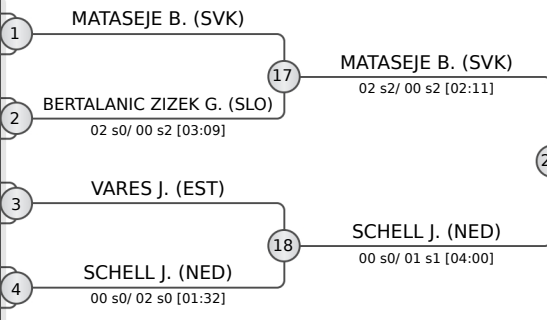 MATASEJE B. (SVK)
1
17
MATASEJE B. (SVK)
02 s2/ 00 s2 [02:11]
BERTALANIC ZIZEK G. (SLO)
2
02 s0/ 00 s2 [03:09]
VARES J. (EST)
3
18
SCHELL J. (NED)
00 s0/ 01 s1 [04:00]
SCHELL J. (NED)
4
00 s0/ 02 s0 [01:32]